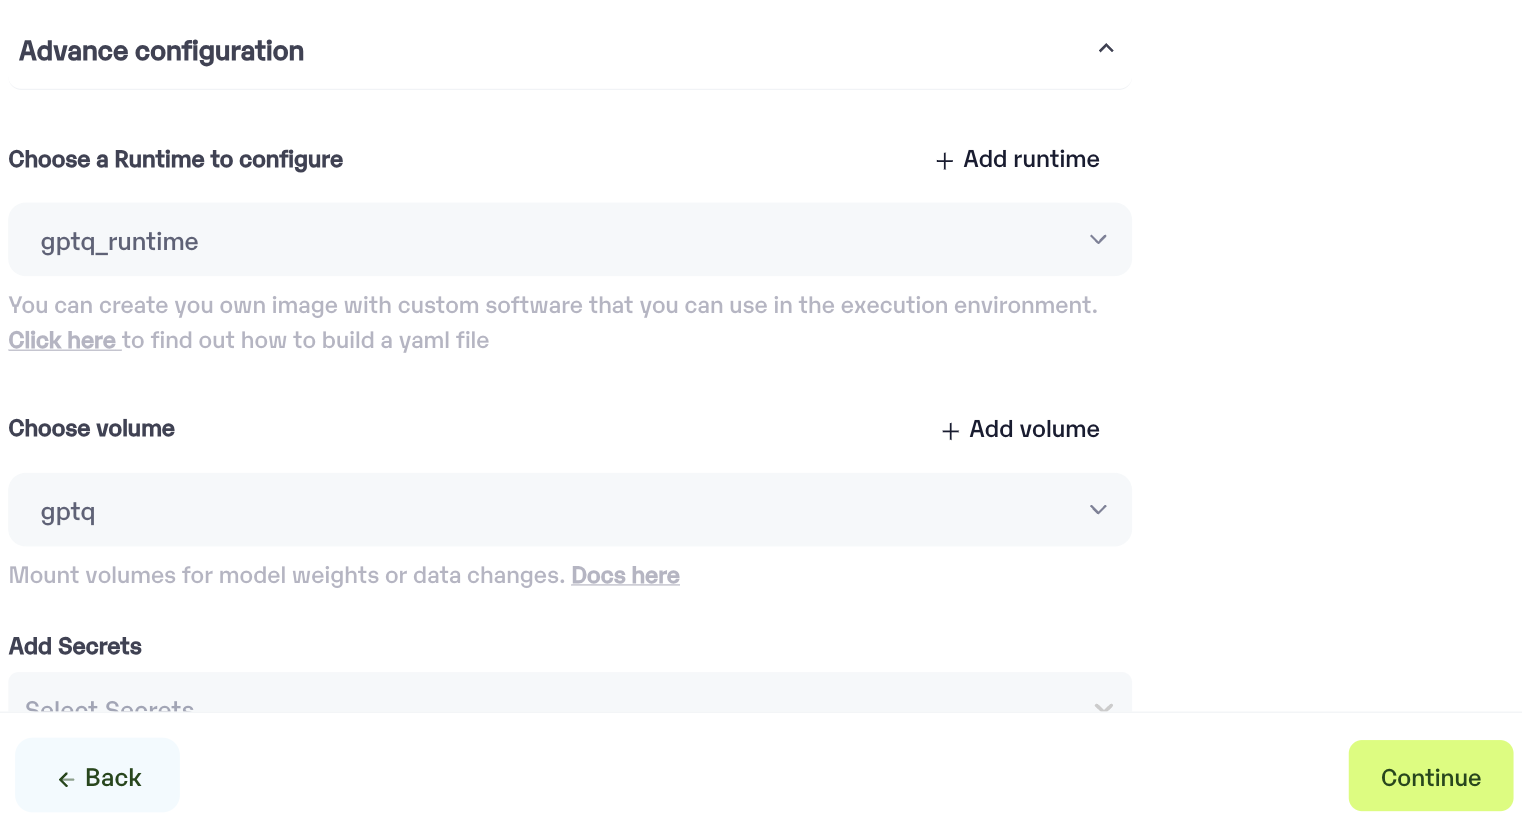 Advance configuration
Choose a Runtime to configure
+ Add runtime
gptq_runtime
You can create you own image with custom software that you can use in the execution environment.
Click here to find out how to build a yaml file
Choose volume
+ Add volume
gptq
Mount volumes for model weights or data changes. Docs here
Add Secrets
Select Secrets
← Back
Continue